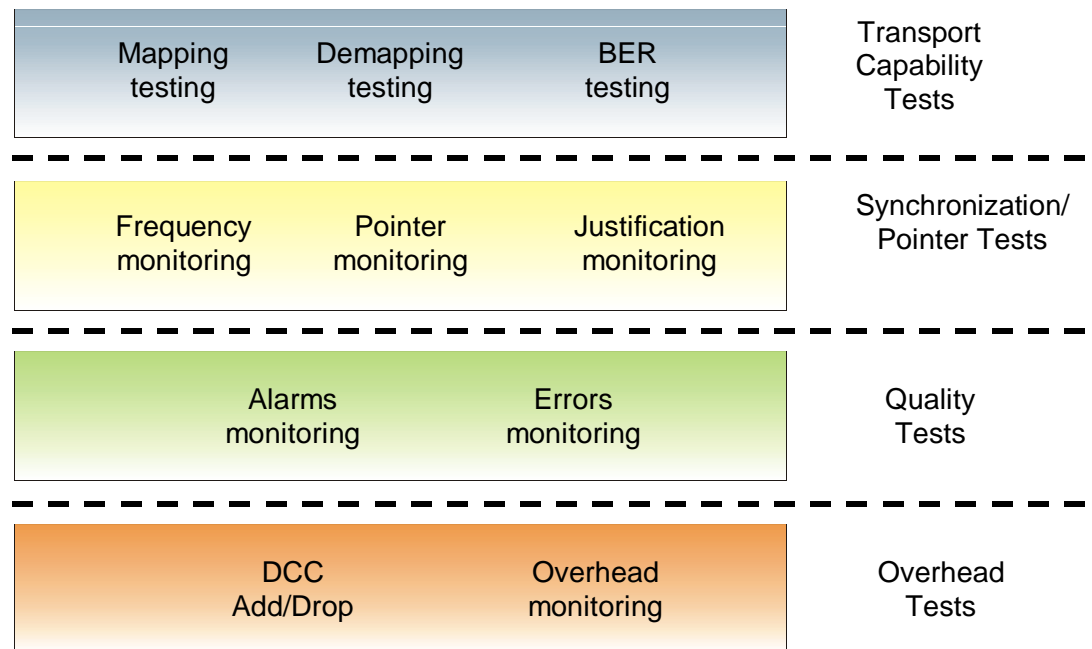 Mapping
testing
Demapping
testing
BER
testing
Transport
Capability
Tests
Frequency
monitoring
Pointer
monitoring
Justification
monitoring
Synchronization/
Pointer Tests
Alarms
monitoring
Errors
monitoring
Quality
Tests
DCC
Add/Drop
Overhead
monitoring
Overhead
Tests